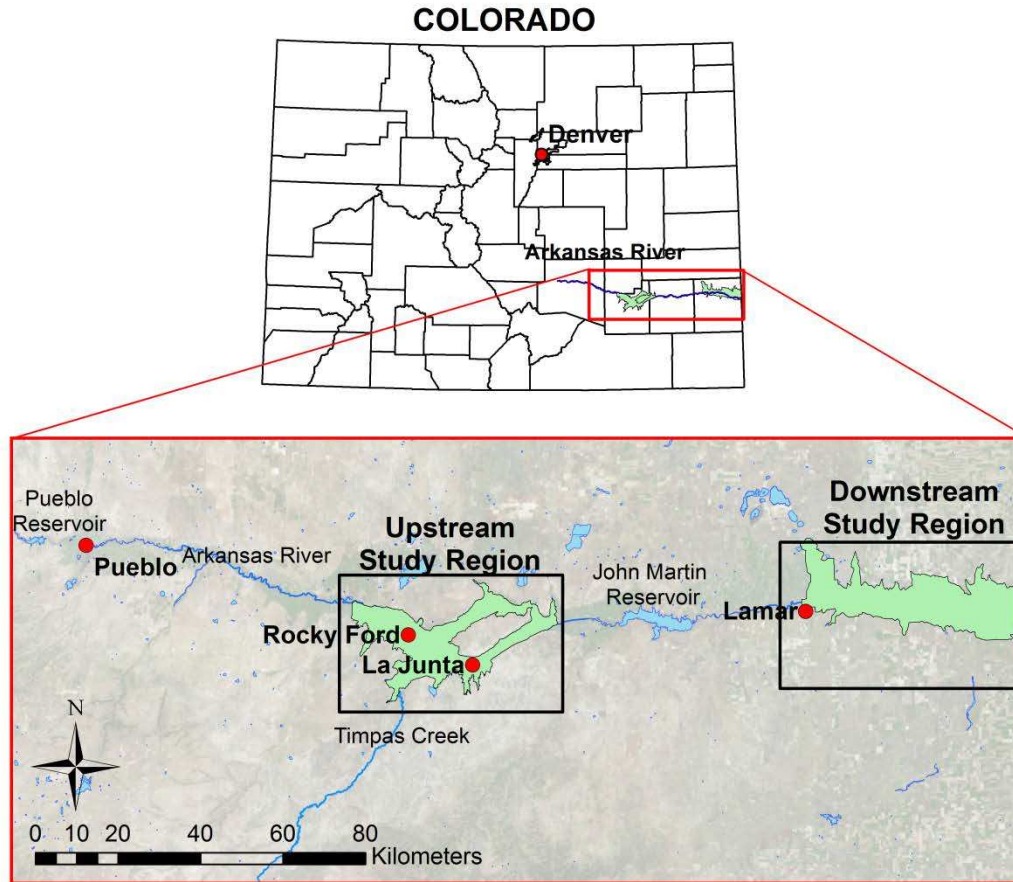 COLORADO
Denver
Arkansas River
Pueblo
Reservoir
Pueblo
Arkansas River
Upstream
Study Region
Rocky Ford
La Junta
Timpas Creek
John Martin
Reservoir
Downstream
Study Region
Lamar
N
0 10 20 40 60 80
Kilometers